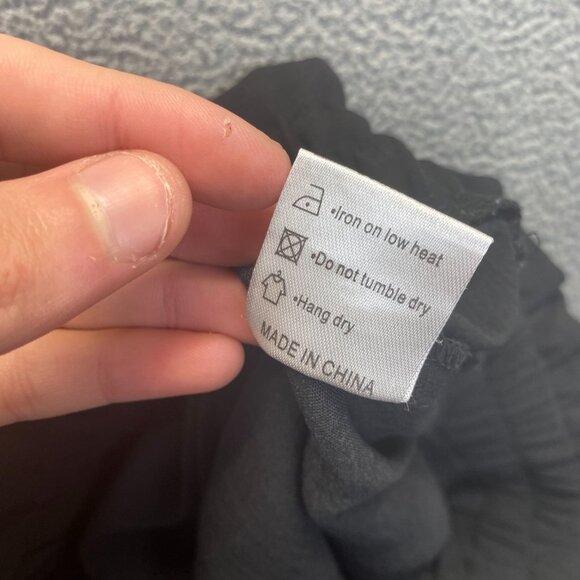 •Iron on low heat
•Do not tumble dry
•Hang dry
MADE IN CHINA